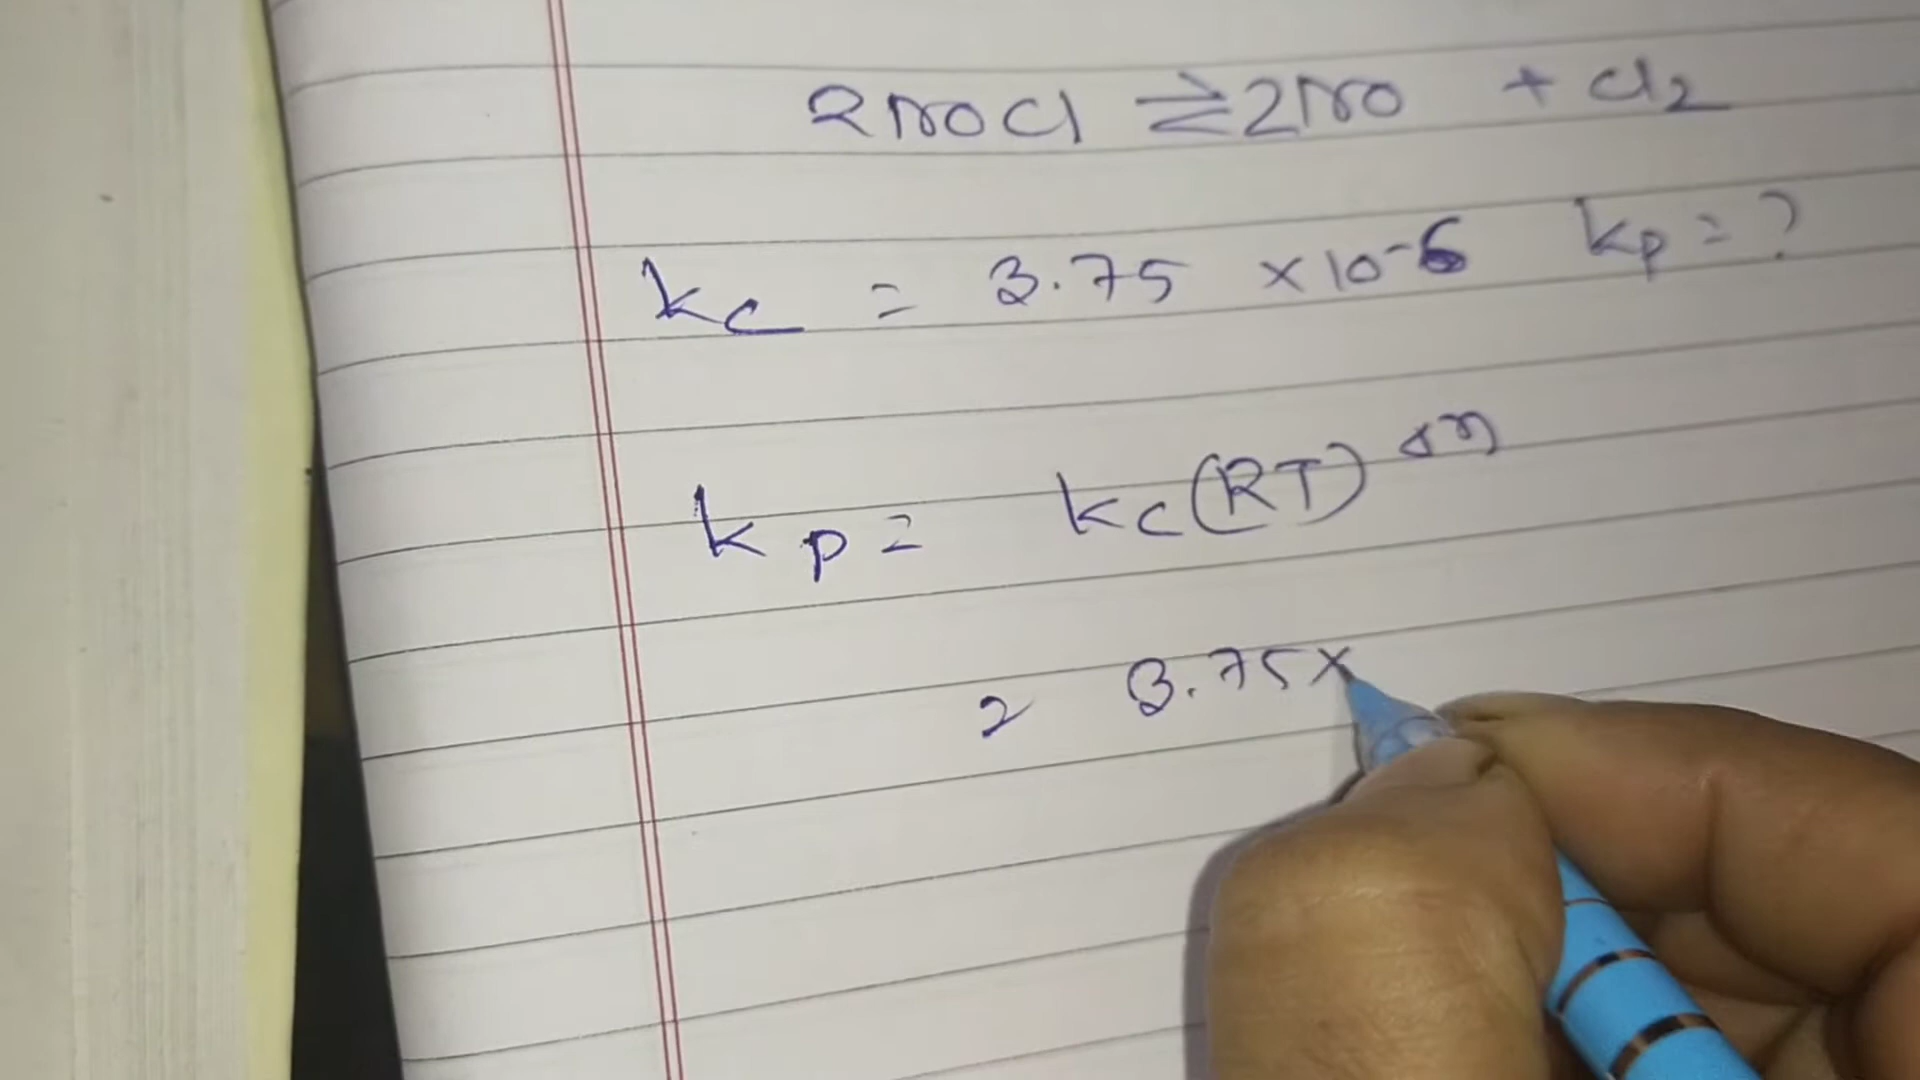 2NOCl ⇌ 2NO + Cl2
kc = 3.75 ×10-6 kp = ?
kp = kc(RT)Δn
= 3.75×